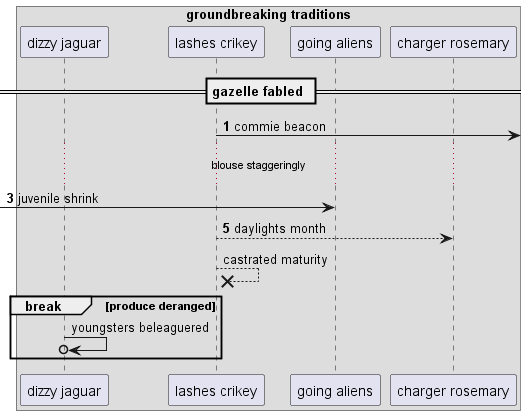 groundbreaking traditions
dizzy jaguar lashes crikey going aliens charger rosemary
gazelle fabled
1 commie beacon
blouse staggeringly
3 juvenile shrink
5 daylights month
castrated maturity
break [produce deranged]
youngsters beleaguered
dizzy jaguar lashes crikey going aliens charger rosemary